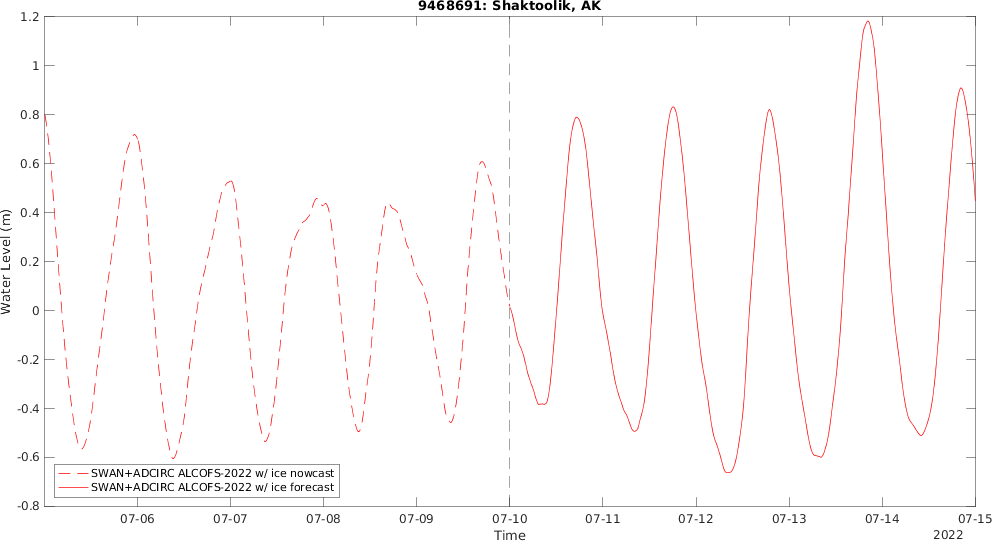 9468691: Shaktoolik, AK
1.2
1
0.8
0.6
0.4
0.2
0
-0.2
-0.4
-0.6
-0.8
Water Level (m)
SWAN+ADCIRC ALCOFS-2022 w/ ice nowcast
SWAN+ADCIRC ALCOFS-2022 w/ ice forecast
07-06 07-07 07-08 07-09 07-10 07-11 07-12 07-13 07-14 07-15
Time
2022